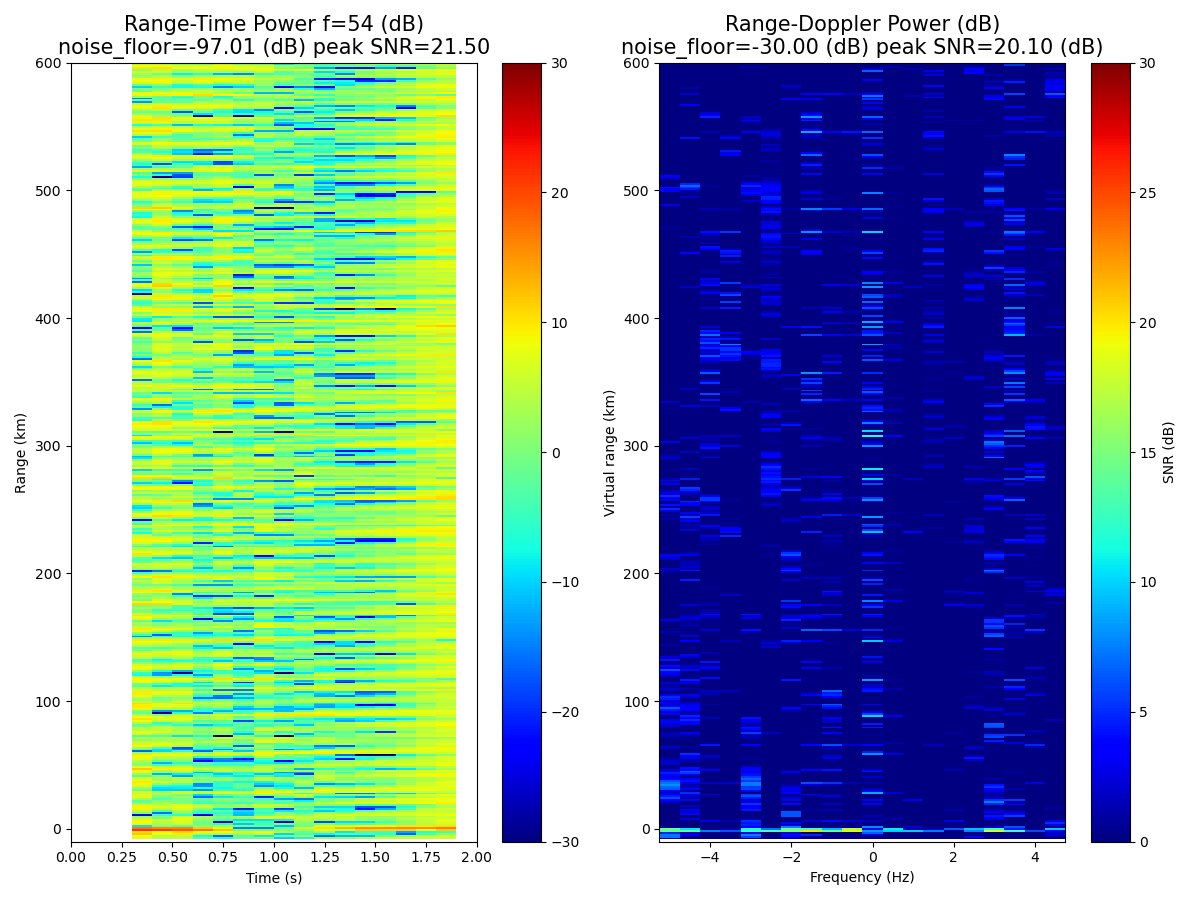 Range-Time Power f=54 (dB)
noise_floor=-97.01 (dB) peak SNR=21.50
600
500
400
300
200
100
0
Range (km)
0.00 0.25 0.50 0.75 1.00 1.25 1.50 1.75 2.00
Time (s)
30
20
10
0
−10
−20
−30
Range-Doppler Power (dB)
noise_floor=-30.00 (dB) peak SNR=20.10 (dB)
600
500
400
300
200
100
0
Virtual range (km)
−4 −2 0 2 4
Frequency (Hz)
30
25
20
15
10
5
0
SNR (dB)